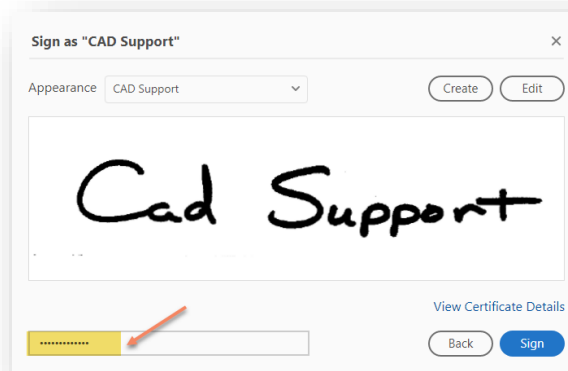 Sign as "CAD Support"
Appearance CAD Support Create Edit
Cad Support
View Certificate Details
••••••••••••• Back Sign